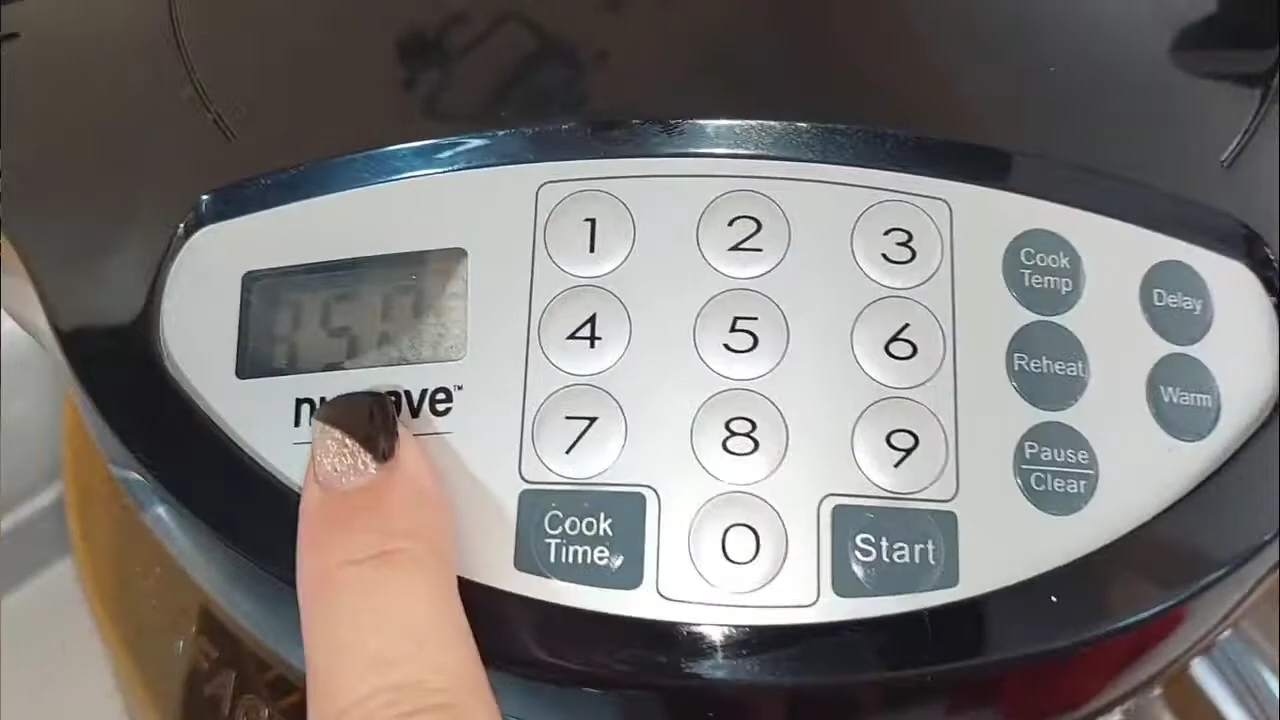 1 2 3
4 5 6
7 8 9
0
Cook
Time
Start
Cook
Temp
Reheat
Pause
Clear
Delay
Warm